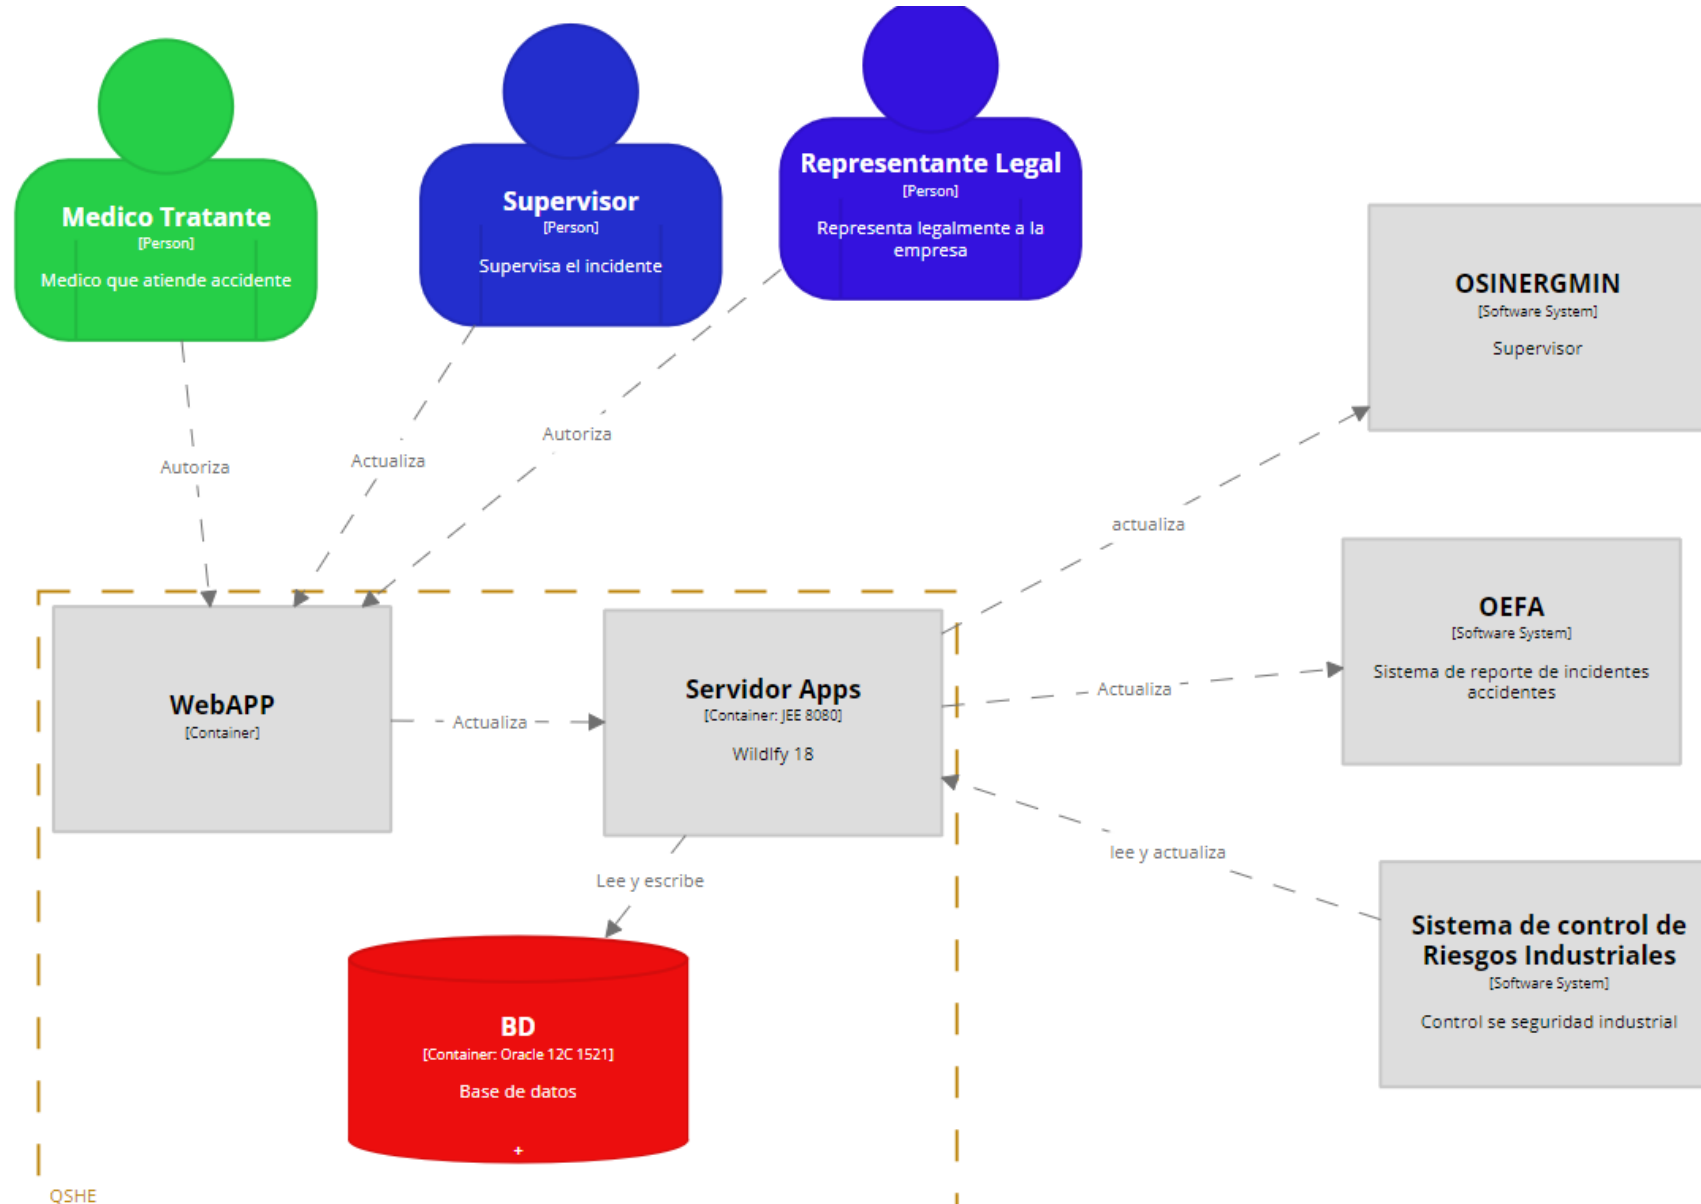 Medico Tratante
[Person]
Medico que atiende accidente
Supervisor
[Person]
Supervisa el incidente
Representante Legal
[Person]
Representa legalmente a la
empresa
OSINERGMIN
[Software System]
Supervisor
Autoriza
Actualiza
Autoriza
actualiza
OEFA
[Software System]
Sistema de reporte de incidentes
accidentes
WebAPP
[Container]
Actualiza
Servidor Apps
[Container: JEE 8080]
Wildlfy 18
Actualiza
lee y actualiza
Lee y escribe
Sistema de control de
Riesgos Industriales
[Software System]
Control se seguridad industrial
BD
[Container: Oracle 12C 1521]
Base de datos
+
QSHE